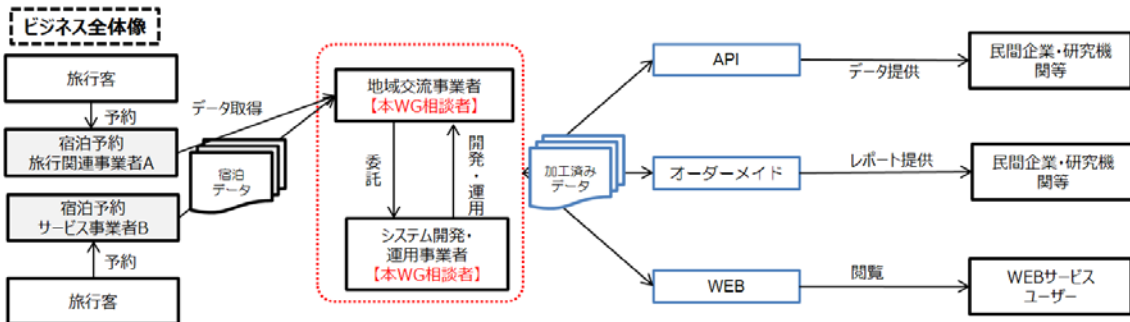 ビジネス全体像
旅行客
予約
宿泊予約
旅行関連事業者A
宿泊予約
サービス事業者B
予約
旅行客
データ取得
宿泊
データ
地域交流事業者
【本WG相談者】
委託
開発・運用
システム開発・
運用事業者
【本WG相談者】
加工済み
データ
API
データ提供
民間企業・研究機
関等
オーダーメイド
レポート提供
民間企業・研究機
関等
WEB
閲覧
WEBサービス
ユーザー